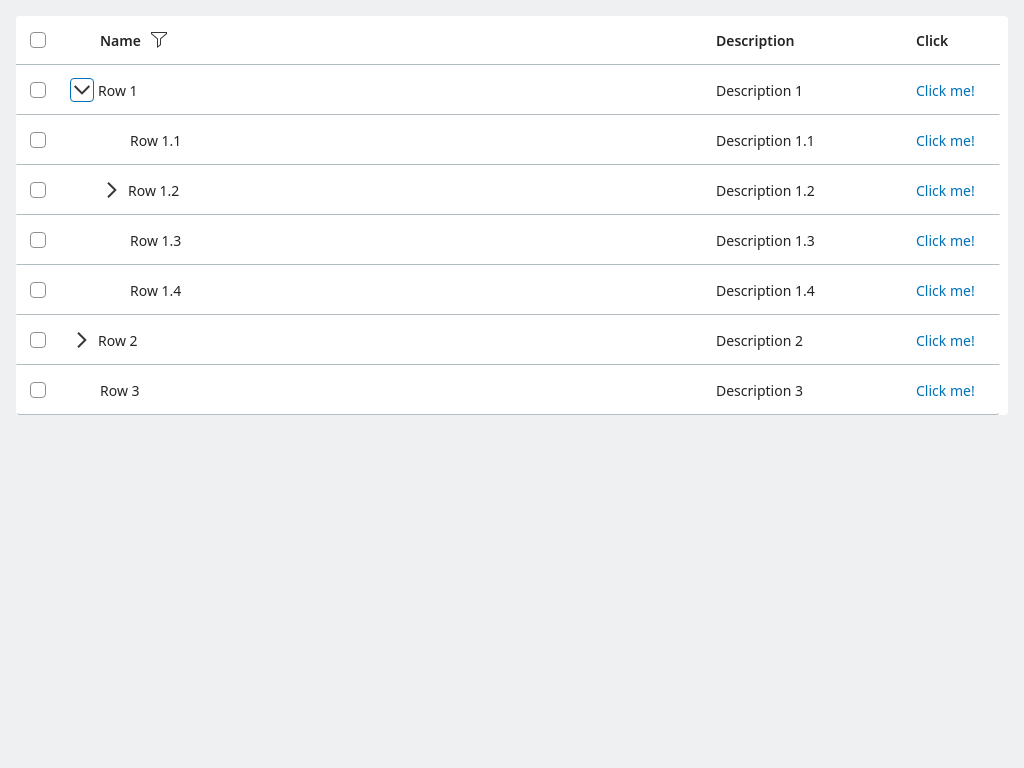 Name Description Click
Row 1 Description 1 Click me!
Row 1.1 Description 1.1 Click me!
Row 1.2 Description 1.2 Click me!
Row 1.3 Description 1.3 Click me!
Row 1.4 Description 1.4 Click me!
Row 2 Description 2 Click me!
Row 3 Description 3 Click me!